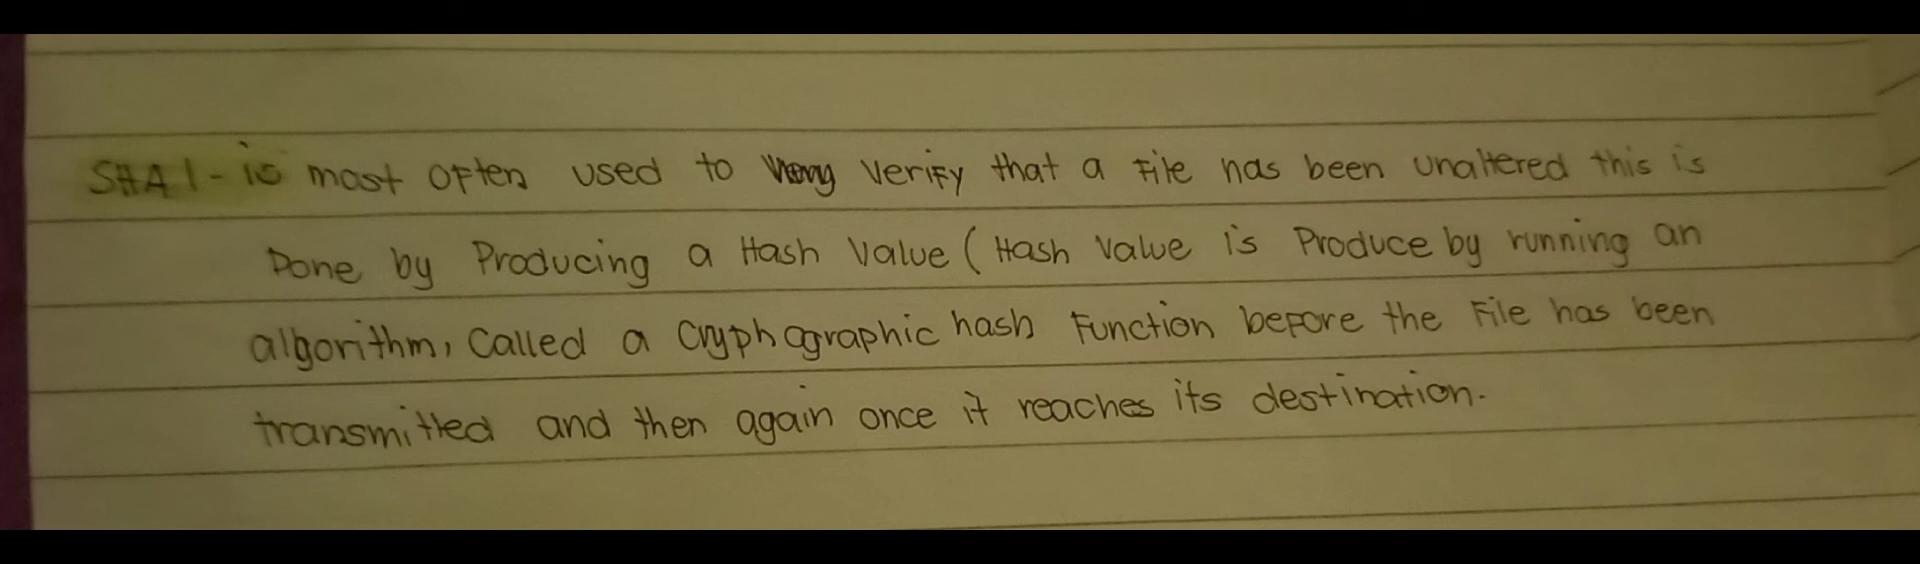 SHA1 - is most often used to verify that a File has been unaltered this is
Done by Producing a Hash Value ( Hash Value is Produce by running an
algorithm, Called a Cryphographic hash Function before the File has been
transmitted and then again once it reaches its destination.